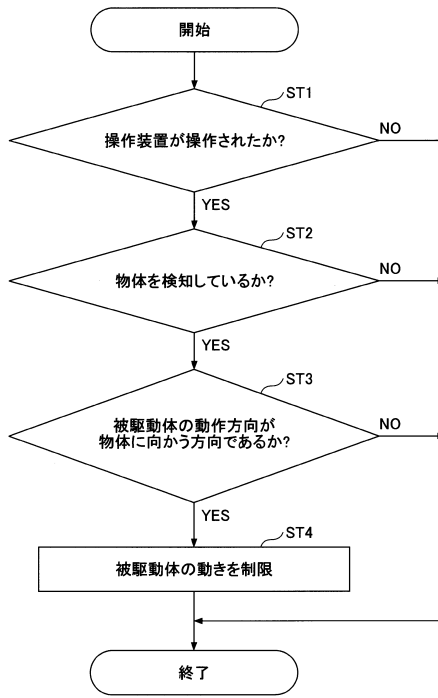 開始
ST1
操作装置が操作されたか?
NO
YES
ST2
物体を検知しているか?
NO
YES
ST3
被駆動体の動作方向が
物体に向かう方向であるか?
NO
YES
ST4
被駆動体の動きを制限
終了